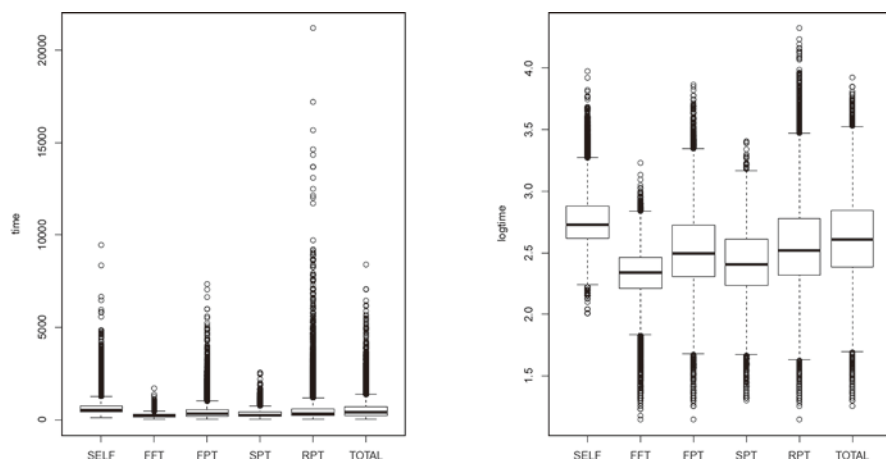 time
20000
15000
10000
5000
0
SELF FFT FPT SPT RPT TOTAL
logtime
4.0
3.5
3.0
2.5
2.0
1.5
SELF FFT FPT SPT RPT TOTAL